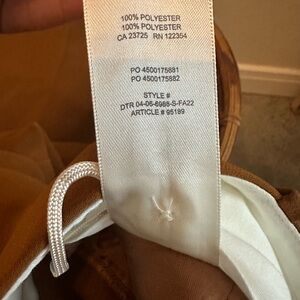 100% POLYESTER
100% POLYESTER
CA 23725 RN 122354
PO 4500175881
PO 4500175882
STYLE #
DTR 04-06-6986-S-FA22
ARTICLE # 95189